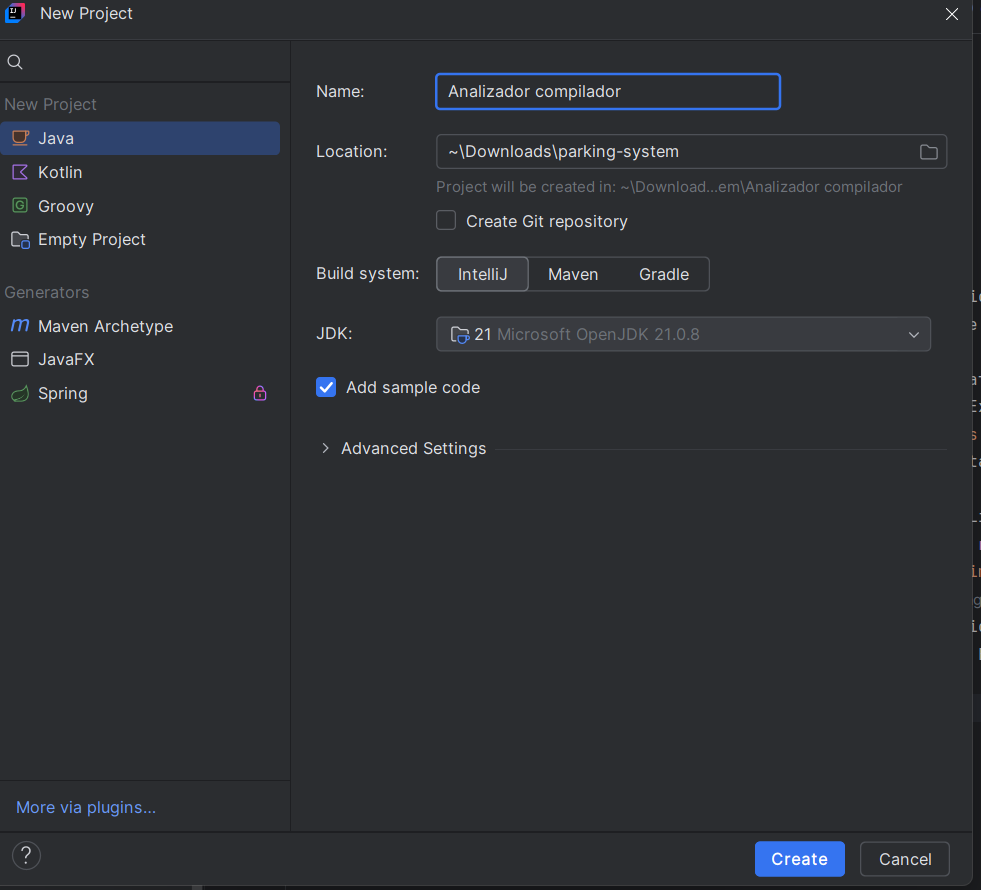 New Project
New Project
Java
Kotlin
Groovy
Empty Project
Generators
Maven Archetype
JavaFX
Spring
More via plugins...
Name:
Analizador compilador
Location:
~\Downloads\parking-system
Project will be created in: ~\Download...em\Analizador compilador
Create Git repository
Build system:
IntelliJ
Maven
Gradle
JDK:
21 Microsoft OpenJDK 21.0.8
Add sample code
Advanced Settings
?
Create
Cancel